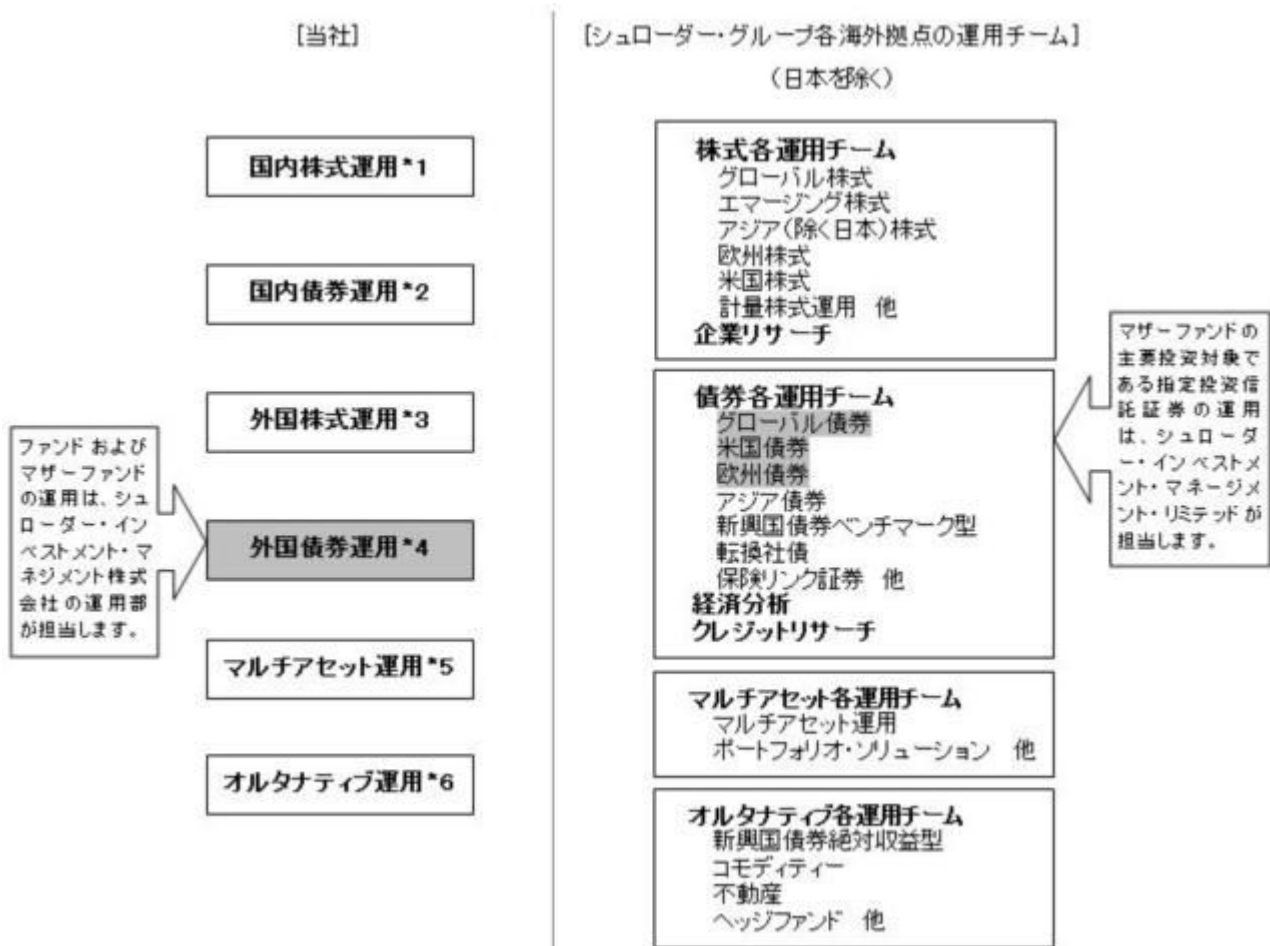 [当社]
国内株式運用*1
国内債券運用*2
外国株式運用*3
ファンド および
マザーファンド
の運用は、シュ
ローダー・イン
ベストメント・マ
ネジメント株式
会社の運用部
が担当します。
外国債券運用*4
マルチアセット運用*5
オルタナティブ運用*6
[シュローダー・グループ各海外拠点の運用チーム]
(日本を除く)
株式各運用チーム
グローバル株式
エマージング株式
アジア(除く日本)株式
欧州株式
米国株式
計量株式運用 他
企業リサーチ
債券各運用チーム
グローバル債券
米国債券
欧州債券
アジア債券
新興国債券ベンチマーク型
転換社債
保険リンク証券 他
経済分析
クレジットリサーチ
マザーファンドの
主要投資対象で
ある指定投資信
託証券の運用
は、シュローダ
ー・インベストメ
ント・マネージメ
ント・リミテッドが
担当します。
マルチアセット各運用チーム
マルチアセット運用
ポートフォリオ・ソリューション 他
オルタナティブ各運用チーム
新興国債券絶対収益型
コモディティー
不動産
ヘッジファンド 他